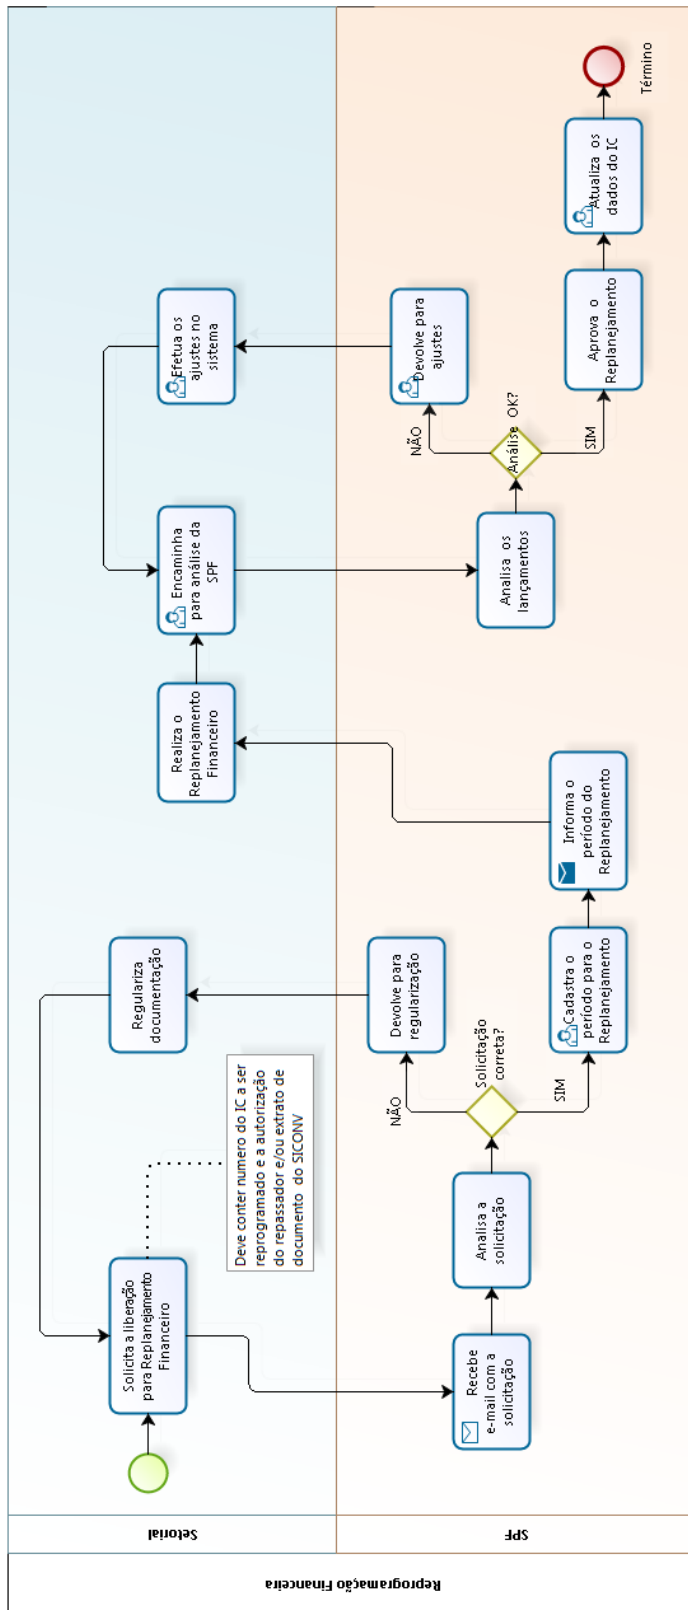 Reprogramação Financeira
Setorial
SPF
Solicita a liberação
para Replanejamento
Financeiro
Deve conter numero do IC a ser
reprogramado e a autorização
do repassador e/ou extrato de
documento do SICONV
Regulariza
documentação
Recebe
e-mail com a
solicitação
Analisa a
solicitação
Solicitação
correta?
NÃO
SIM
Devolve para
regularização
Cadastra o
período para o
Replanejamento
Informa o
período do
Replanejamento
Realiza o
Replanejamento
Financeiro
Encaminha
para análise da
SPF
Efetua os
ajustes no
sistema
Analisa os
lançamentos
Análise OK?
NÃO
SIM
Devolve para
ajustes
Aprova o
Replanejamento
Atualiza os
dados do IC
Término